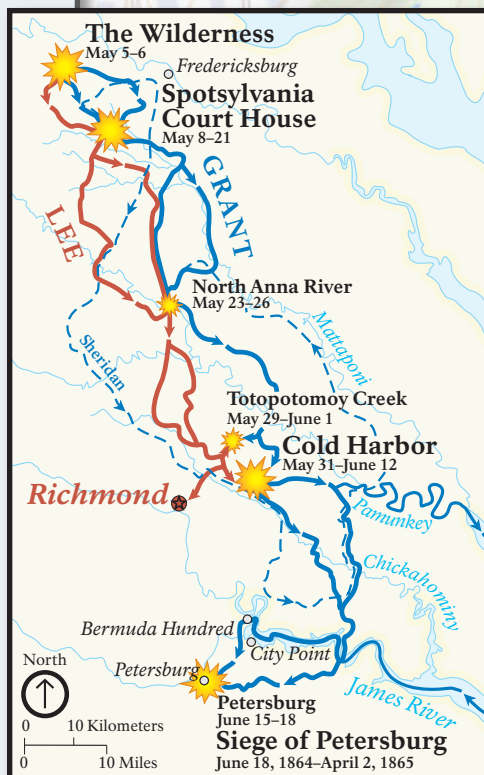 The Wilderness
May 5–6
Fredericksburg
Spotsylvania
Court House
May 8–21
GRANT
LEE
North Anna River
May 23–26
Mattaponi
Sheridan
Totopotomoy Creek
May 29–June 1
Cold Harbor
May 31–June 12
Richmond
Pamunkey
Chickahominy
Bermuda Hundred
City Point
North
Petersburg
James River
Petersburg
June 15–18
Siege of Petersburg
June 18, 1864–April 2, 1865
0 10 Kilometers
0 10 Miles